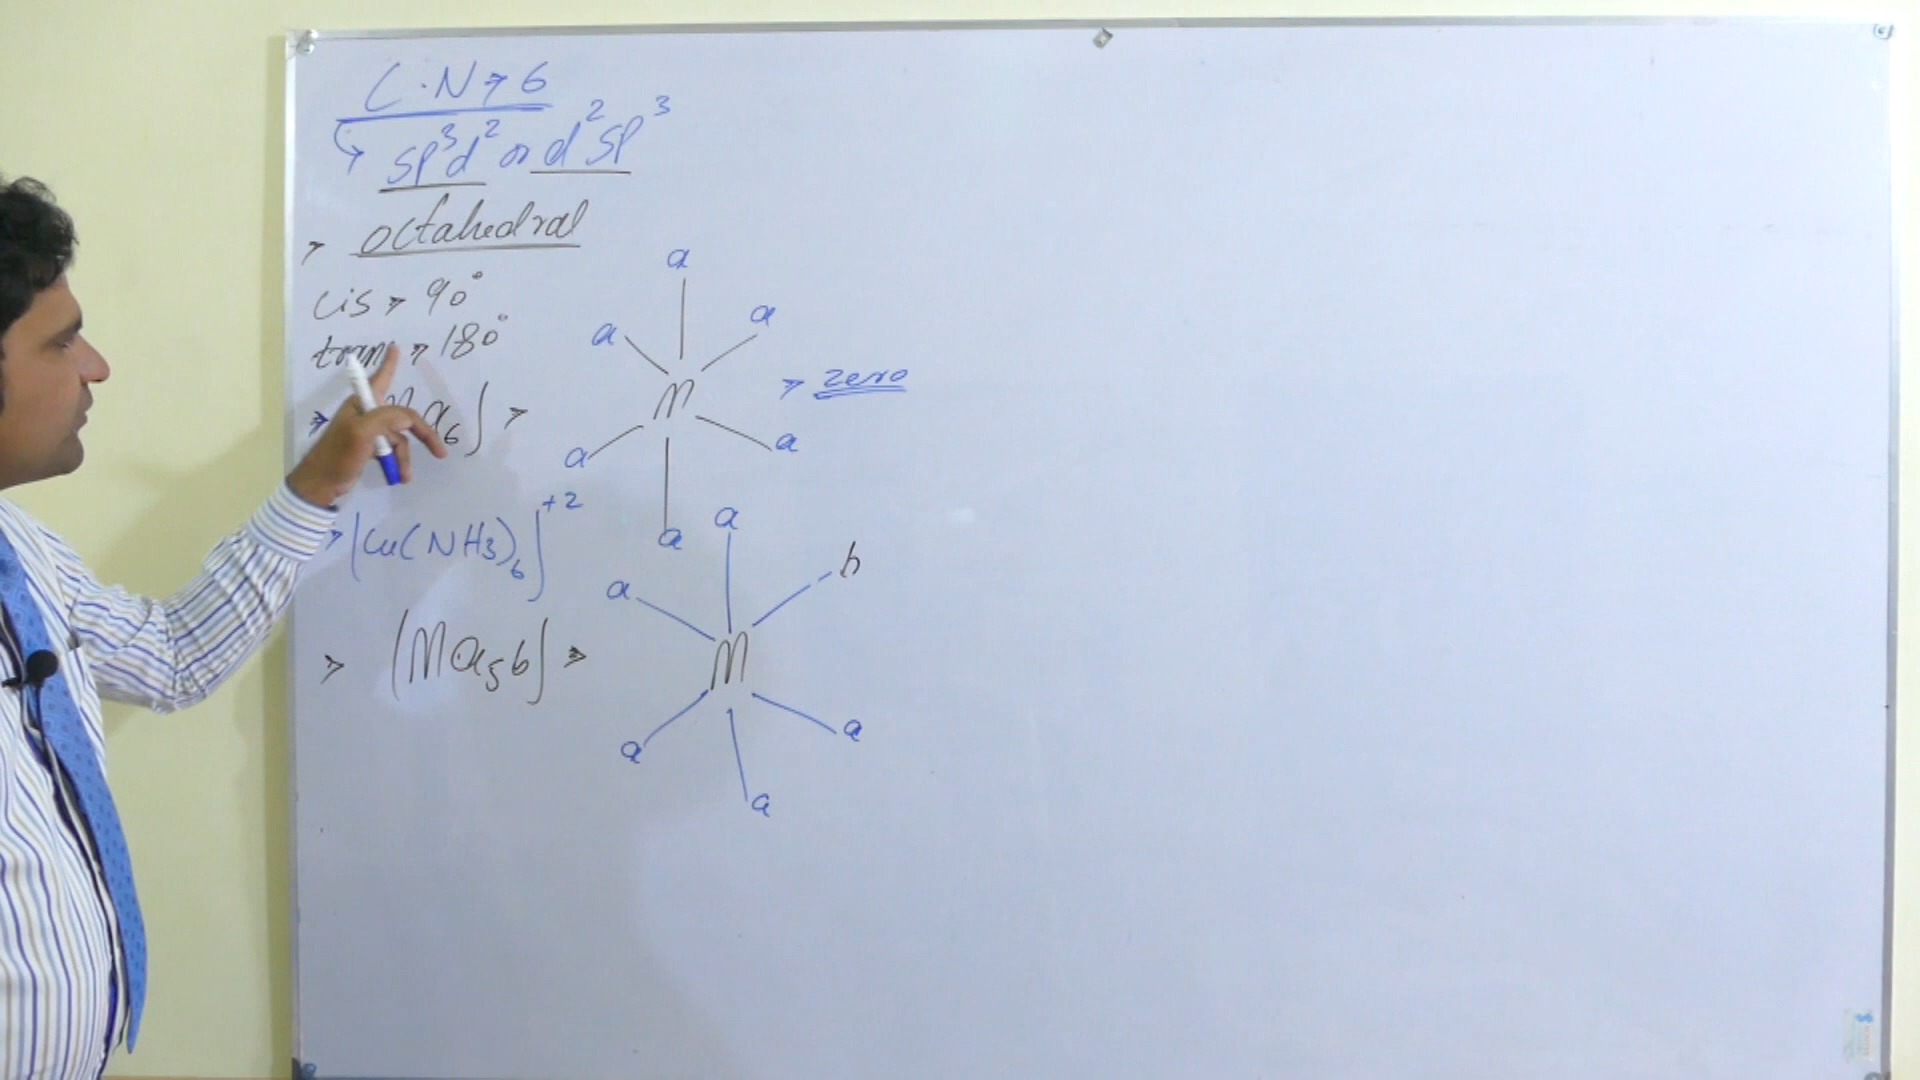 C.N → 6
sp³d² or d²sp³
octahedral
cis → 90°
trans → 180°
[Ma₆] →
a
a
a
M
a
a
a
→ zero
[Cu(NH3)₆]⁺²
[Ma₅b] →
a
a
b
M
a
a
a